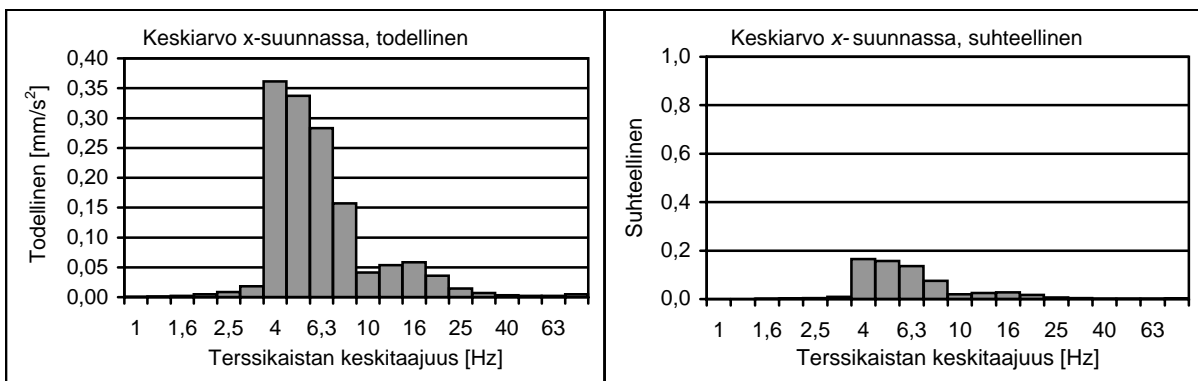 Keskiarvo x-suunnassa, todellinen
Todellinen [mm/s²]
0,40
0,35
0,30
0,25
0,20
0,15
0,10
0,05
0,00
1 1,6 2,5 4 6,3 10 16 25 40 63
Terssikaistan keskitaajuus [Hz]
Keskiarvo x-suunnassa, suhteellinen
Suhteellinen
1,0
0,8
0,6
0,4
0,2
0,0
1 1,6 2,5 4 6,3 10 16 25 40 63
Terssikaistan keskitaajuus [Hz]